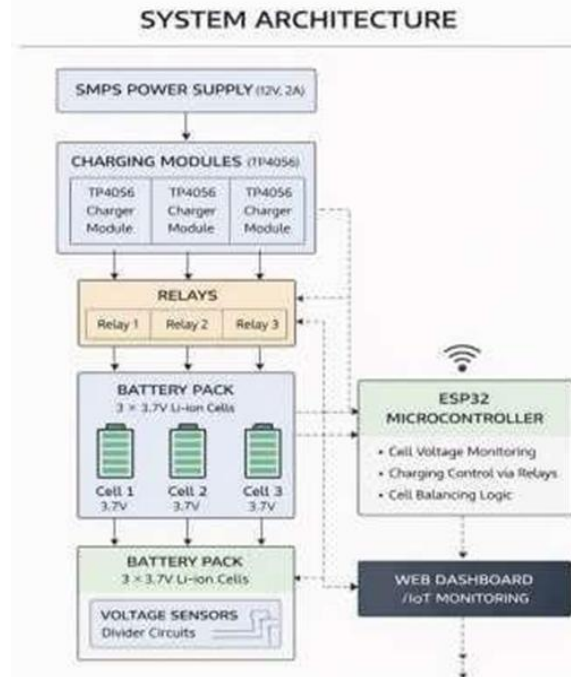 SYSTEM ARCHITECTURE
SMPS POWER SUPPLY (12V, 2A)
CHARGING MODULES (TP4056)
TP4056
Charger
Module
TP4056
Charger
Module
TP4056
Charger
Module
RELAYS
Relay 1
Relay 2
Relay 3
BATTERY PACK
3 × 3.7V Li-ion Cells
Cell 1
3.7V
Cell 2
3.7V
Cell 3
3.7V
BATTERY PACK
3 × 3.7V Li-ion Cells
VOLTAGE SENSORS
Divider Circuits
ESP32
MICROCONTROLLER
• Cell Voltage Monitoring
• Charging Control via Relays
• Cell Balancing Logic
WEB DASHBOARD
/IoT MONITORING